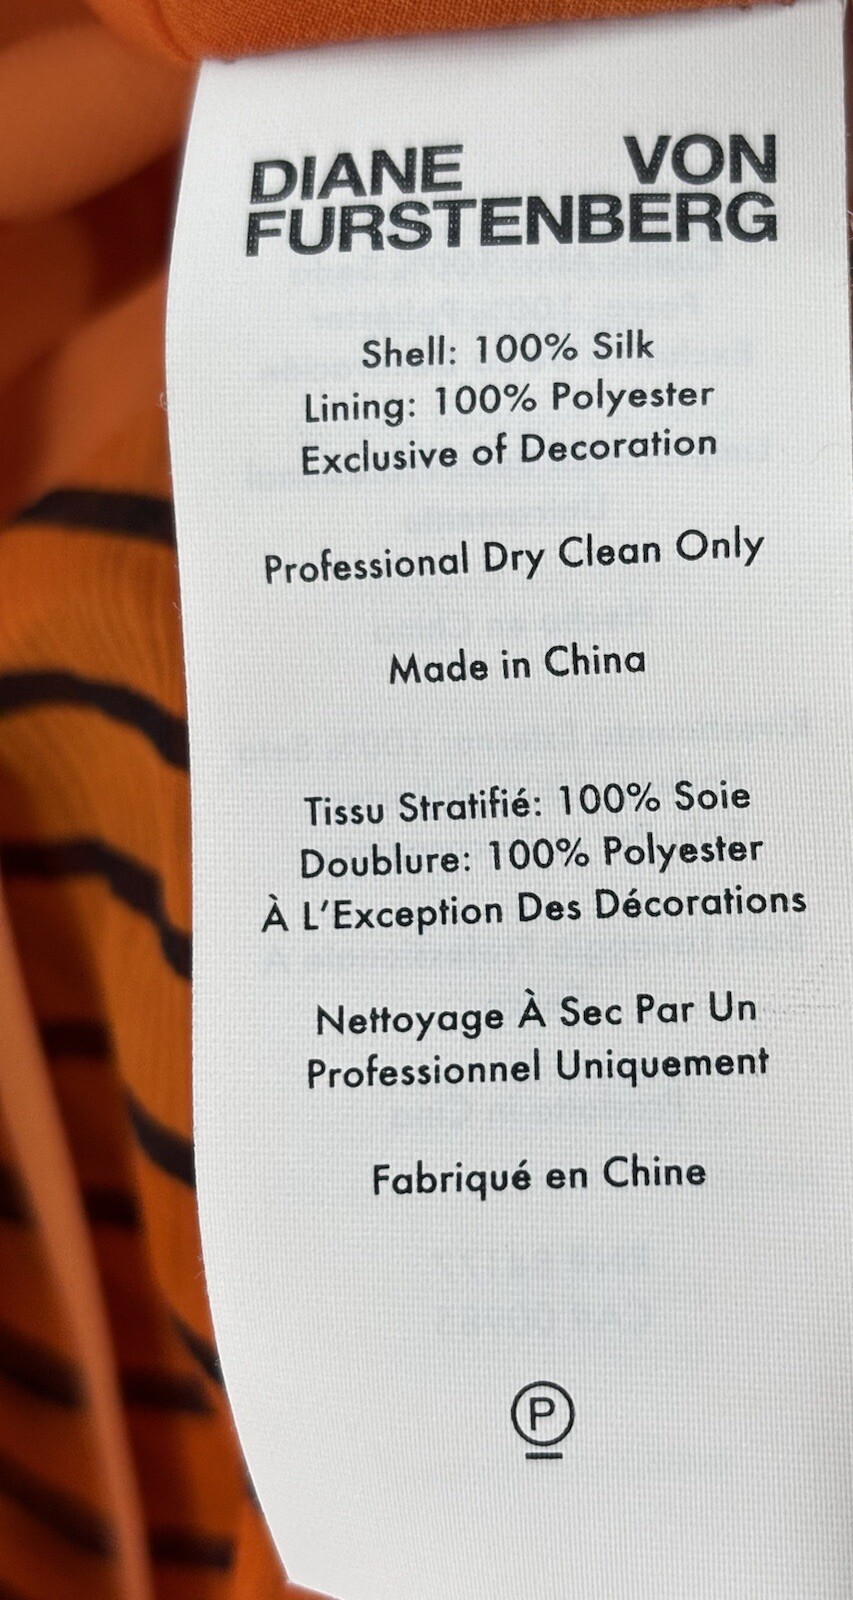 DIANE VON
FURSTENBERG
Shell: 100% Silk
Lining: 100% Polyester
Exclusive of Decoration
Professional Dry Clean Only
Made in China
Tissu Stratifié: 100% Soie
Doublure: 100% Polyester
À L'Exception Des Décorations
Nettoyage À Sec Par Un
Professionnel Uniquement
Fabriqué en Chine
P